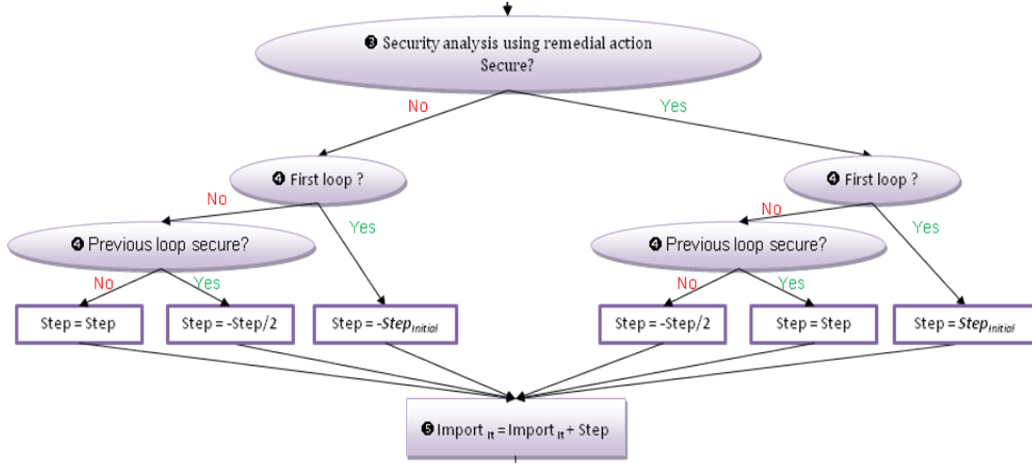 ❸ Security analysis using remedial action
Secure?
No
Yes
❹ First loop ?
❹ First loop ?
No
Yes
No
Yes
❹ Previous loop secure?
❹ Previous loop secure?
No
Yes
No
Yes
Step = Step
Step = -Step/2
Step = -Step_Initial
Step = -Step/2
Step = Step
Step = Step_Initial
❺ Import_It = Import_It + Step